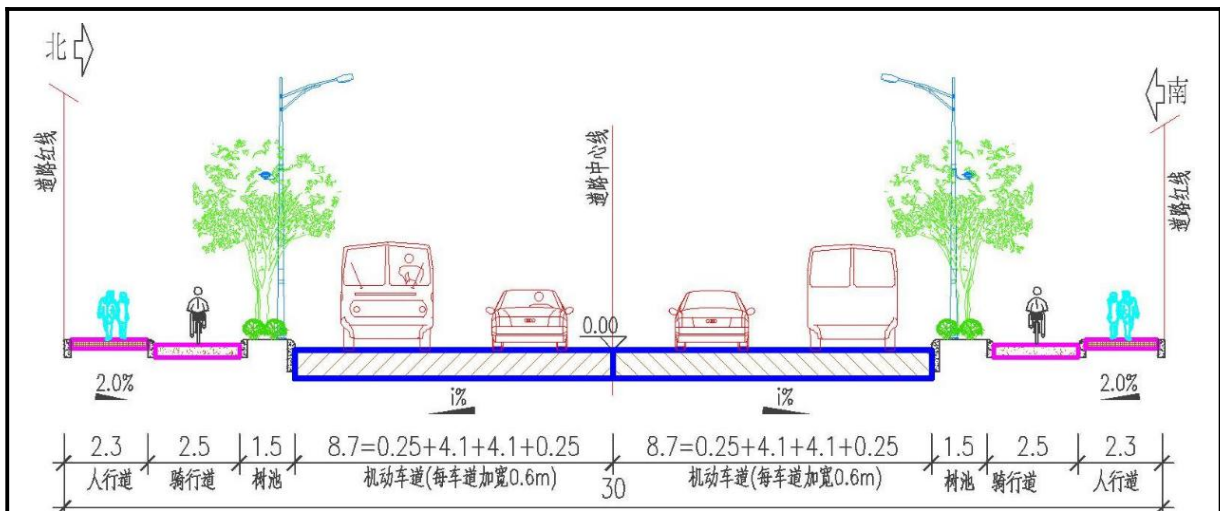 北
南
道路红线
道路中心线
道路红线
0.00
2.0%
i%
i%
2.0%
2.3 2.5 1.5 8.7=0.25+4.1+4.1+0.25 8.7=0.25+4.1+4.1+0.25 1.5 2.5 2.3
人行道 骑行道 树池 机动车道(每车道加宽0.6m) 机动车道(每车道加宽0.6m) 树池 骑行道 人行道
30